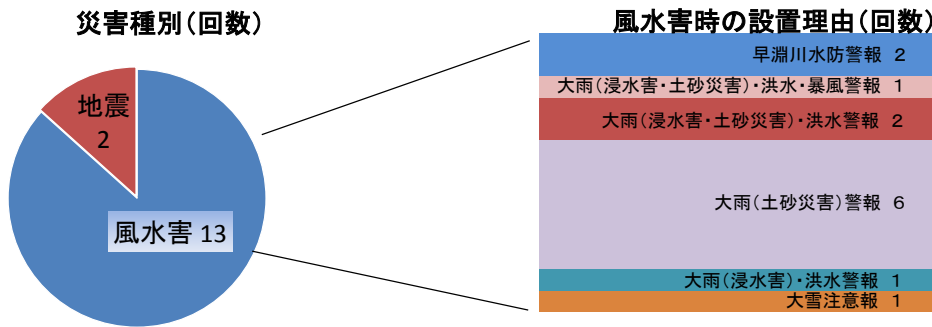 災害種別(回数)
地震
2
風水害 13
風水害時の設置理由(回数)
早淵川水防警報 2
大雨(浸水害・土砂災害)・洪水・暴風警報 1
大雨(浸水害・土砂災害)・洪水警報 2
大雨(土砂災害)警報 6
大雨(浸水害)・洪水警報 1
大雪注意報 1